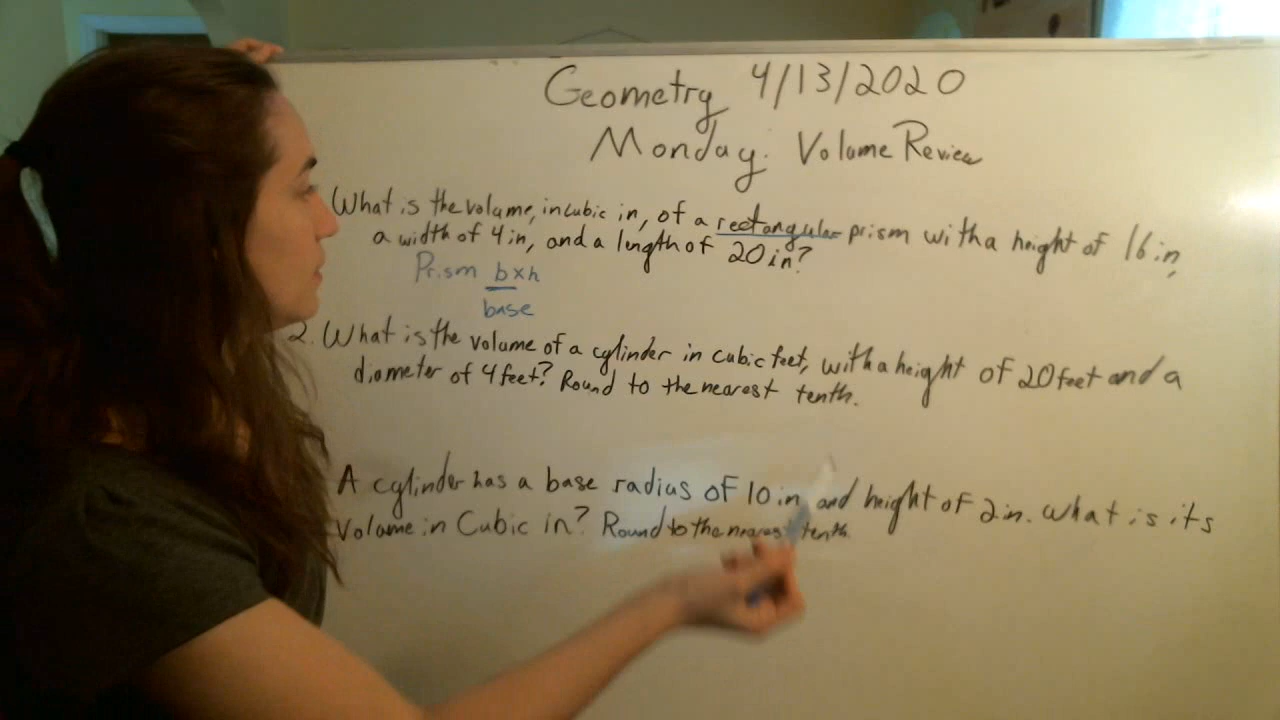 Geometry 4/13/2020
Monday: Volume Review
What is the volume, in cubic in, of a rectangular prism with a height of 16 in,
a width of 4 in, and a length of 20 in?
Prism b x h
base
2. What is the volume of a cylinder in cubic feet, with a height of 20 feet and a
diameter of 4 feet? Round to the nearest tenth.
A cylinder has a base radius of 10 in and height of 2 in. What is its
Volume in Cubic in? Round to the nearest tenth.